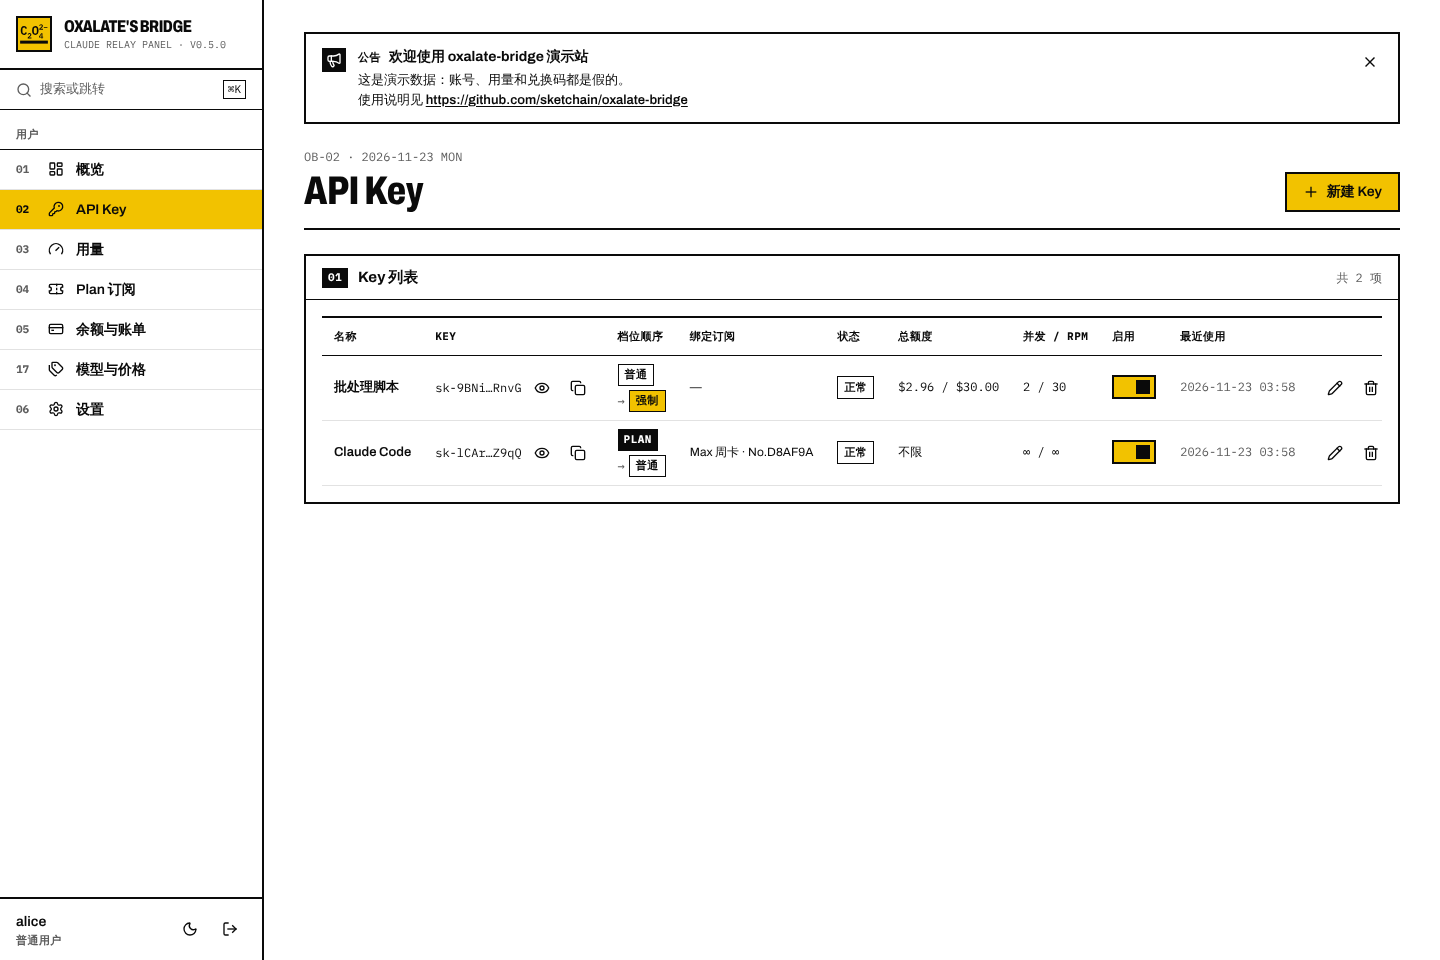 C₂O₄²⁻
OXALATE'S BRIDGE
CLAUDE RELAY PANEL · V0.5.0
搜索或跳转 ⌘K
用户
01 概览
02 API Key
03 用量
04 Plan 订阅
05 余额与账单
17 模型与价格
06 设置
alice
普通用户
公告 欢迎使用 oxalate-bridge 演示站
这是演示数据：账号、用量和兑换码都是假的。
使用说明见 https://github.com/sketchain/oxalate-bridge
OB-02 · 2026-11-23 MON
API Key
新建 Key
01 Key 列表 共 2 项
名称 KEY 档位顺序 绑定订阅 状态 总额度 并发 / RPM 启用 最近使用
批处理脚本 sk-9BNi…RnvG 普通 → 强制 — 正常 $2.96 / $30.00 2 / 30 2026-11-23 03:58
Claude Code sk-lCAr…Z9qQ PLAN → 普通 Max 周卡 · No.D8AF9A 正常 不限 ∞ / ∞ 2026-11-23 03:58